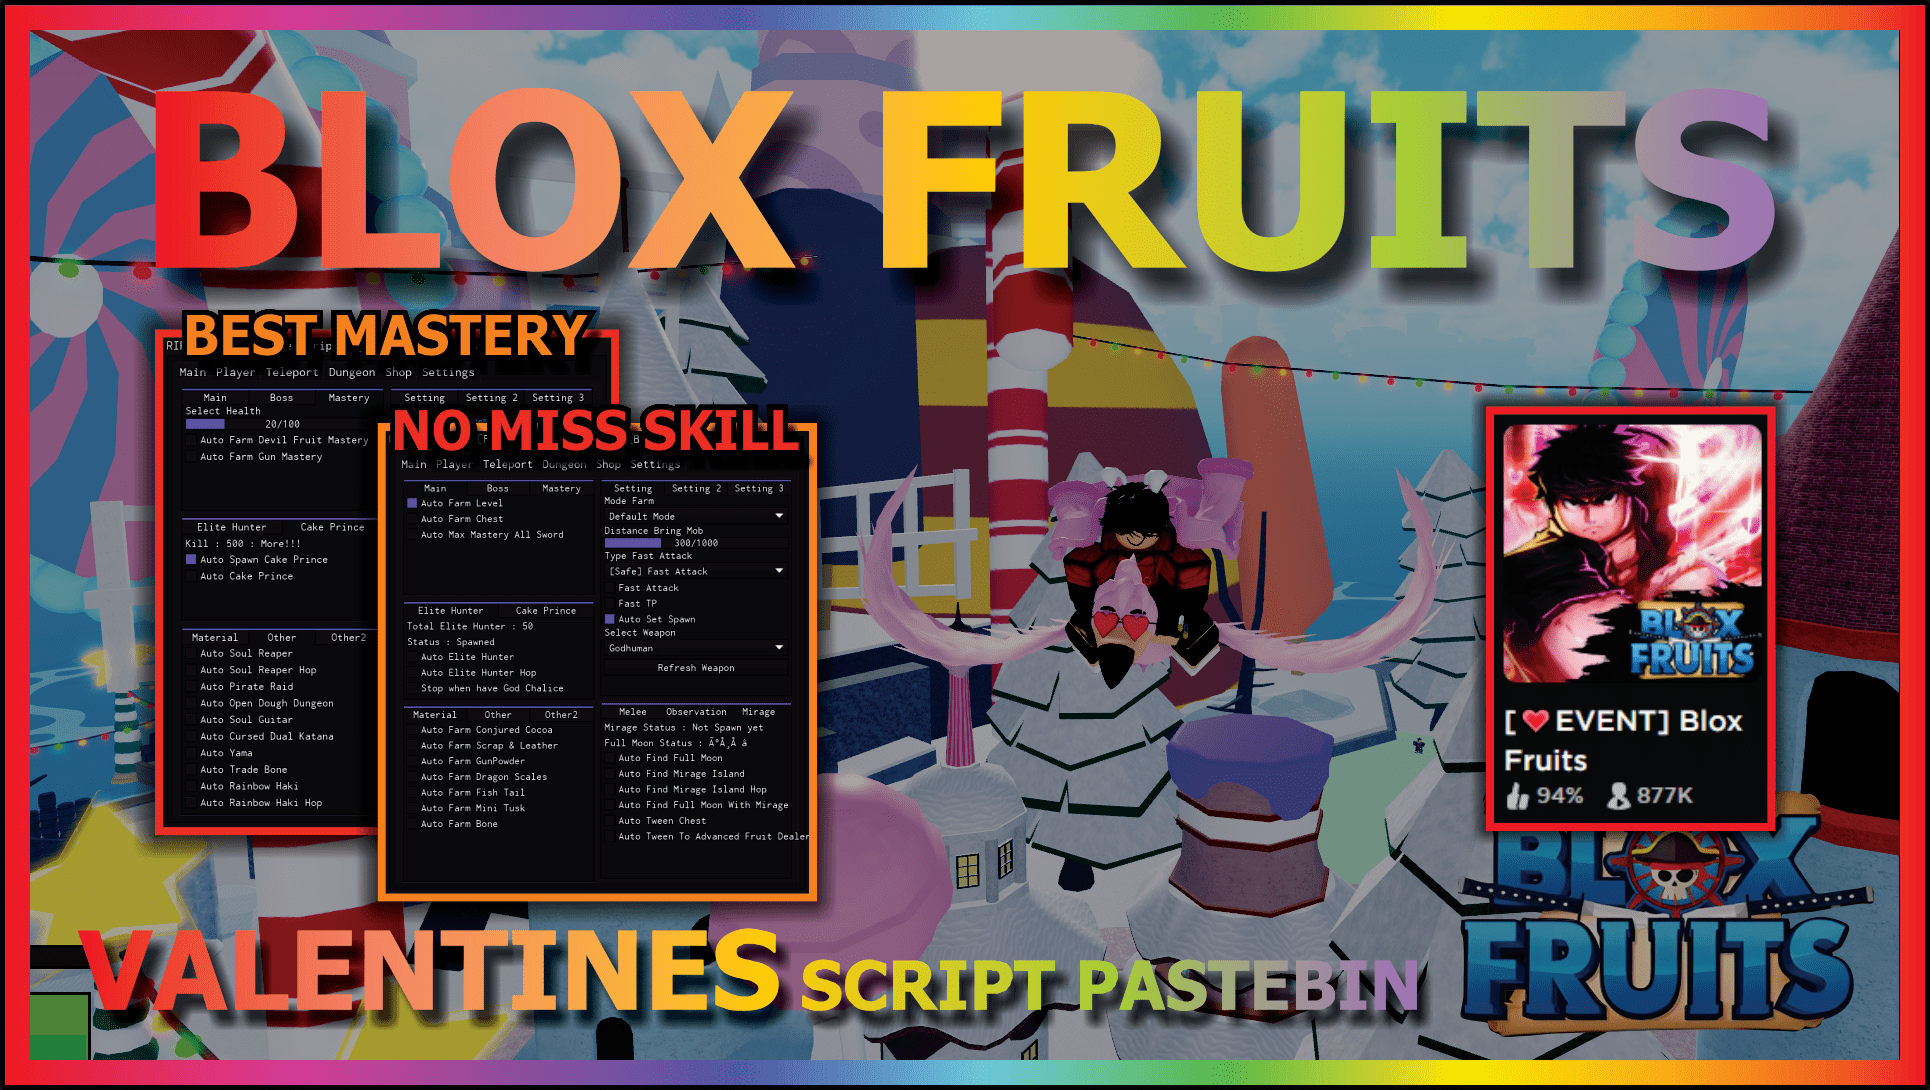 BLOX FRUITS
BEST MASTERY
Main Player Teleport Dungeon Shop Settings
Main Boss Mastery
Setting Setting 2 Setting 3
Select Health
20/100
Auto Farm Devil Fruit Mastery
Auto Farm Gun Mastery
Elite Hunter Cake Prince
Kill : 500 : More!!!
Auto Spawn Cake Prince
Auto Cake Prince
Material Other Other2
Auto Soul Reaper
Auto Soul Reaper Hop
Auto Pirate Raid
Auto Open Dough Dungeon
Auto Soul Guitar
Auto Cursed Dual Katana
Auto Yama
Auto Trade Bone
Auto Rainbow Haki
Auto Rainbow Haki Hop
NO MISS SKILL
Main Player Teleport Dungeon Shop Settings
Main Boss Mastery
Auto Farm Level
Auto Farm Chest
Auto Max Mastery All Sword
Elite Hunter Cake Prince
Total Elite Hunter : 50
Status : Spawned
Auto Elite Hunter
Auto Elite Hunter Hop
Stop when have God Chalice
Material Other Other2
Auto Farm Conjured Cocoa
Auto Farm Scrap & Leather
Auto Farm GunPowder
Auto Farm Dragon Scales
Auto Farm Fish Tail
Auto Farm Mini Tusk
Auto Farm Bone
Setting Setting 2 Setting 3
Mode Farm
Default Mode
Distance Bring Mob
300/1000
Type Fast Attack
[Safe] Fast Attack
Fast Attack
Fast TP
Auto Set Spawn
Select Weapon
Godhuman
Refresh Weapon
Melee Observation Mirage
Mirage Status : Not Spawn yet
Full Moon Status :
Auto Find Full Moon
Auto Find Mirage Island
Auto Find Mirage Island Hop
Auto Find Full Moon With Mirage
Auto Tween Chest
Auto Tween To Advanced Fruit Dealer
BLOX
FRUITS
[❤️EVENT] Blox
Fruits
94% 877K
BLOX
FRUITS
VALENTINES SCRIPT PASTEBIN